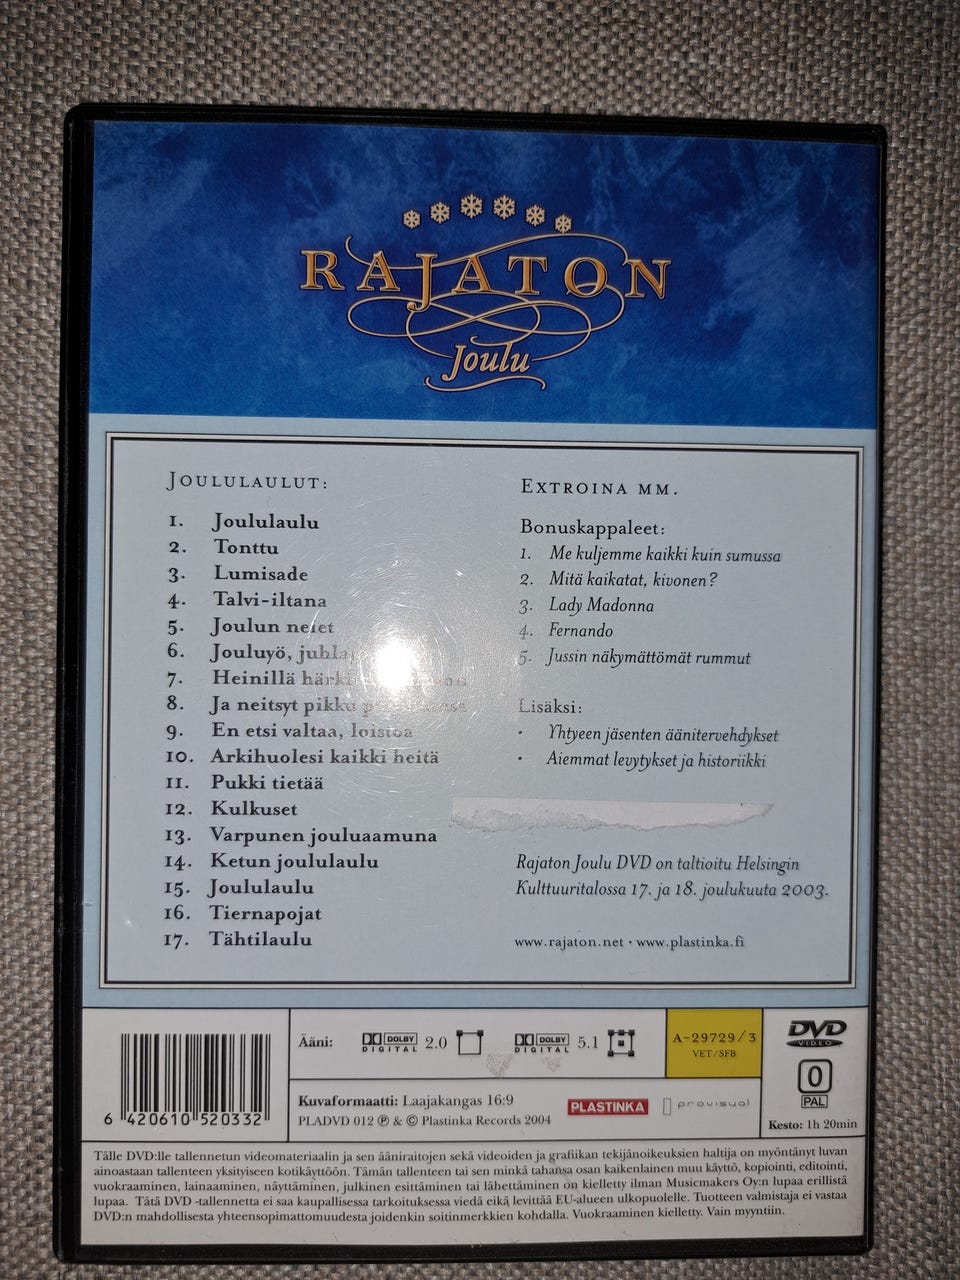 RAJATON
Joulu
JOULULAULUT:
1. Joululaulu
2. Tonttu
3. Lumisade
4. Talvi-iltana
5. Joulun neiet
6. Jouluyö,
7. Heinillä
8. Ja neitsyt pikku
9. En etsi valtaa, loistoa
10. Arkihuolesi kaikki heitä
11. Pukki tietää
12. Kulkuset
13. Varpunen jouluaamuna
14. Ketun joululaulu
15. Joululaulu
16. Tiernapojat
17. Tähtilaulu
EXTROINA MM.
Bonuskappaleet:
1. Me kuljemme kaikki kuin sumussa
2. Mitä kaikatat, kivonen?
3. Lady Madonna
4. Fernando
5. Jussin näkymättömät rummut
Lisäksi:
• Yhtyeen jäsenten äänitervehdykset
• Aiemmat levytykset ja historiikki
Rajaton Joulu DVD on taltioitu Helsingin
Kulttuuritalossa 17. ja 18. joulukuuta 2003.
www.rajaton.net • www.plastinka.fi
6 420610 520332
Ääni: DOLBY DIGITAL 2.0 DOLBY DIGITAL 5.1
Kuvaformaatti: Laajakangas 16:9
PLADVD 012 ℗ & © Plastinka Records 2004
PLASTINKA provisual
A-29729/3
VET/SFB
DVD
VIDEO
0
PAL
Kesto: 1h 20min
Tälle DVD:lle tallennetun videomateriaalin ja sen ääniraitojen sekä videoiden ja grafiikan tekijänoikeuksien haltija on myöntänyt luvan
ainoastaan tallenteen yksityiseen kotikäyttöön. Tämän tallenteen tai sen minkä tahansa osan kaikenlainen muu käyttö, kopiointi, editointi,
vuokraaminen, lainaaminen, näyttäminen, julkinen esittäminen tai lähettäminen on kielletty ilman Musicmakers Oy:n lupaa erillistä
lupaa. Tätä DVD -tallennetta ei saa kaupallisessa tarkoituksessa viedä eikä levittää EU-alueen ulkopuolelle. Tuotteen valmistaja ei vastaa
DVD:n mahdollisesta yhteensopimattomuudesta joidenkin soitinmerkkien kohdalla. Vuokraaminen kielletty. Vain myyntiin.